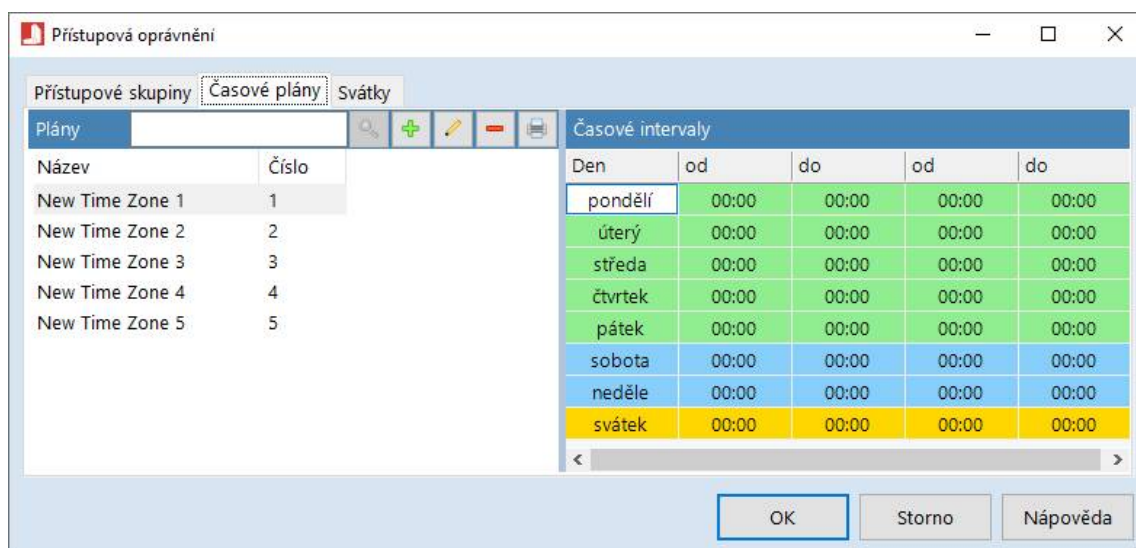 Přístupová oprávnění
Přístupové skupiny Časové plány Svátky
Plány
Název Číslo
New Time Zone 1 1
New Time Zone 2 2
New Time Zone 3 3
New Time Zone 4 4
New Time Zone 5 5
Časové intervaly
Den od do od do
pondělí 00:00 00:00 00:00 00:00
úterý 00:00 00:00 00:00 00:00
středa 00:00 00:00 00:00 00:00
čtvrtek 00:00 00:00 00:00 00:00
pátek 00:00 00:00 00:00 00:00
sobota 00:00 00:00 00:00 00:00
neděle 00:00 00:00 00:00 00:00
svátek 00:00 00:00 00:00 00:00
OK Storno Nápověda